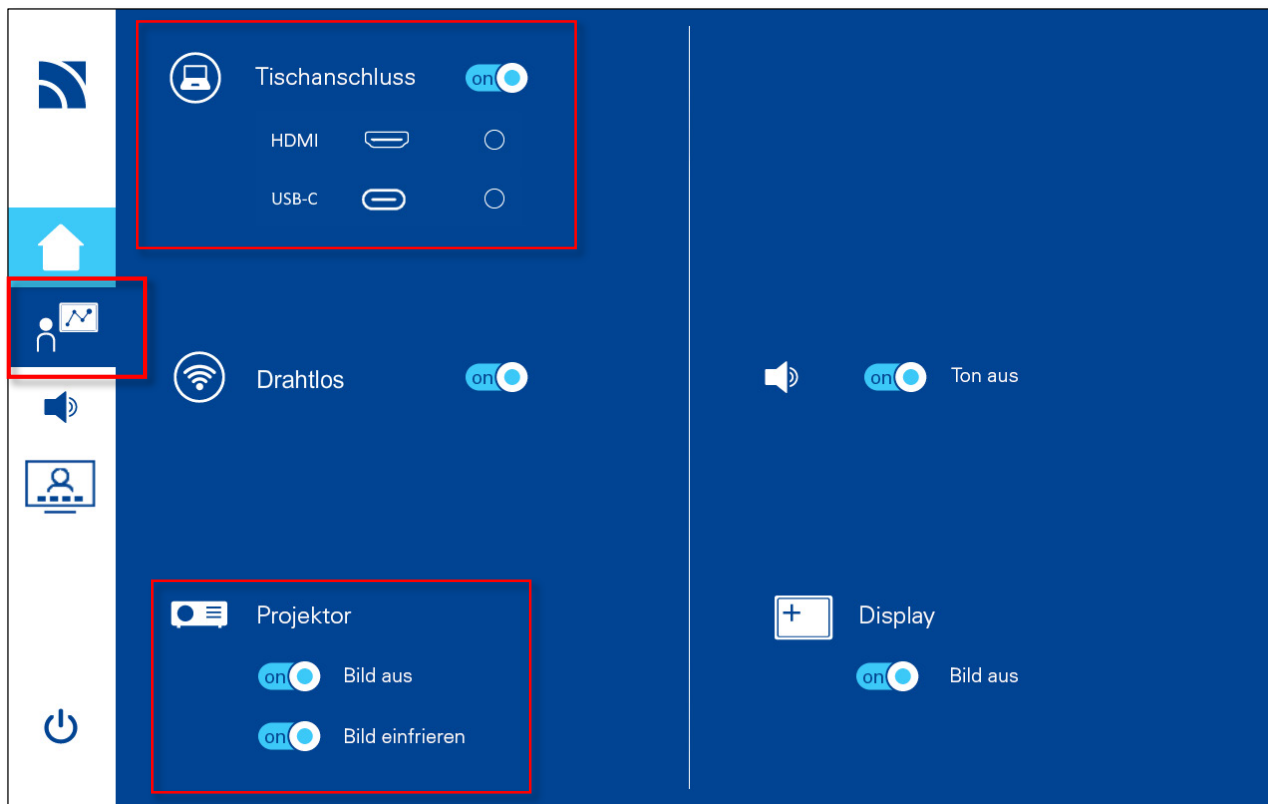 Tischanschluss on
HDMI
USB-C
Drahtlos on
on Ton aus
Projektor
on Bild aus
on Bild einfrieren
Display
on Bild aus